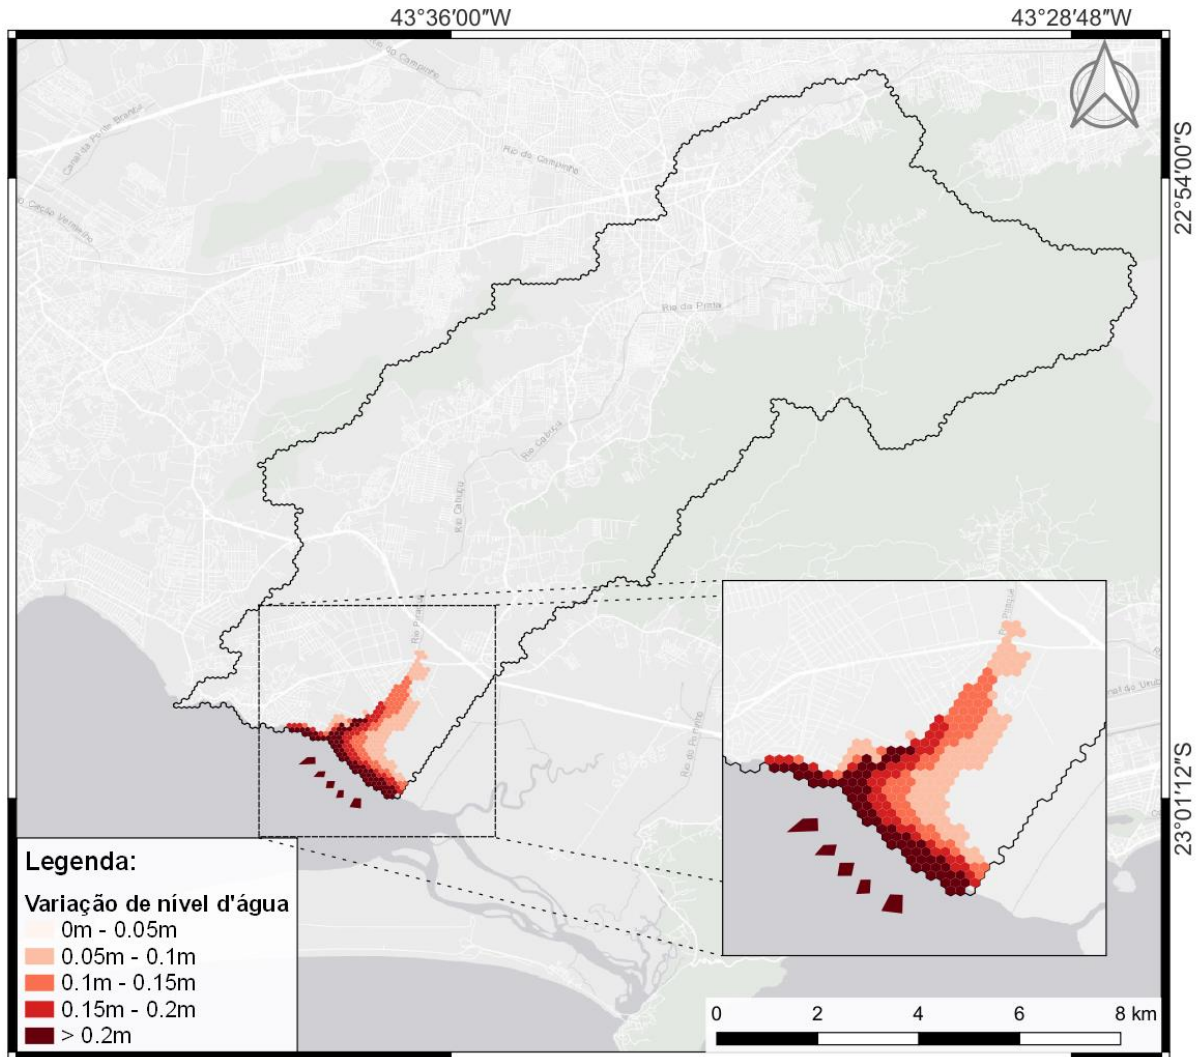 43°36'00"W
43°28'48"W
Rio do Campinho
Canal da Ponte Branca
Rio do Campinho
22°54'00"S
Rio da Prata
Rio Cabuçu
Rio Cabuçu
Rio Piraquê
Rio do Portinho
23°01'12"S
Legenda:
Variação de nível d'água
0m - 0.05m
0.05m - 0.1m
0.1m - 0.15m
0.15m - 0.2m
> 0.2m
0 2 4 6 8 km